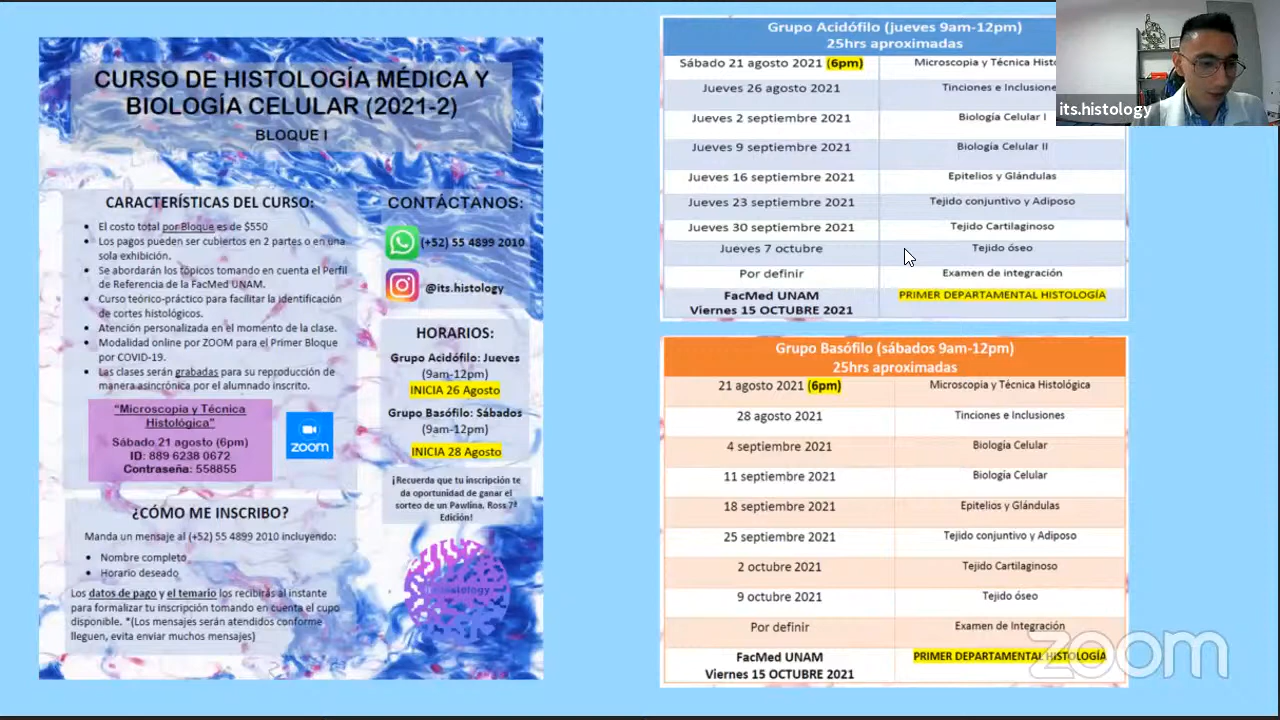 CURSO DE HISTOLOGÍA MÉDICA Y
BIOLOGÍA CELULAR (2021-2)
BLOQUE I
CARACTERÍSTICAS DEL CURSO:
El costo total por Bloque es de $550
Los pagos pueden ser cubiertos en 2 partes o en una
sola exhibición.
Se abordarán los tópicos tomando en cuenta el Perfil
de Referencia de la FacMed UNAM.
Curso teórico-práctico para facilitar la identificación
de cortes histológicos.
Atención personalizada en el momento de la clase.
Modalidad online por ZOOM para el Primer Bloque
por COVID-19.
Las clases serán grabadas para su reproducción de
manera asincrónica por el alumnado inscrito.
"Microscopia y Técnica
Histológica"
Sábado 21 agosto (6pm)
ID: 889 6238 0672
Contraseña: 558855
zoom
¿CÓMO ME INSCRIBO?
Manda un mensaje al (+52) 55 4899 2010 incluyendo:
Nombre completo
Horario deseado
Los datos de pago y el temario los recibirás al instante
para formalizar tu inscripción tomando en cuenta el cupo
disponible. *(Los mensajes serán atendidos conforme
lleguen, evita enviar muchos mensajes)
CONTÁCTANOS:
(+52) 55 4899 2010
@its.histology
HORARIOS:
Grupo Acidófilo: Jueves
(9am-12pm)
INICIA 26 Agosto
Grupo Basófilo: Sábados
(9am-12pm)
INICIA 28 Agosto
¡Recuerda que tu inscripción te
da oportunidad de ganar el
sorteo de un Pawlina, Ross 7ª
Edición!
its.histology
Grupo Acidófilo (jueves 9am-12pm)
25hrs aproximadas
Sábado 21 agosto 2021 (6pm) Microscopia y Técnica
Jueves 26 agosto 2021 Tinciones e Inclusione
Jueves 2 septiembre 2021 Biología Celular I
Jueves 9 septiembre 2021 Biología Celular II
Jueves 16 septiembre 2021 Epitelios y Glándulas
Jueves 23 septiembre 2021 Tejido conjuntivo y Adiposo
Jueves 30 septiembre 2021 Tejido Cartilaginoso
Jueves 7 octubre Tejido óseo
Por definir Examen de integración
FacMed UNAM PRIMER DEPARTAMENTAL HISTOLOGÍA
Viernes 15 OCTUBRE 2021
Grupo Basófilo (sábados 9am-12pm)
25hrs aproximadas
21 agosto 2021 (6pm) Microscopia y Técnica Histológica
28 agosto 2021 Tinciones e Inclusiones
4 septiembre 2021 Biología Celular
11 septiembre 2021 Biología Celular
18 septiembre 2021 Epitelios y Glándulas
25 septiembre 2021 Tejido conjuntivo y Adiposo
2 octubre 2021 Tejido Cartilaginoso
9 octubre 2021 Tejido óseo
Por definir Examen de Integración
FacMed UNAM PRIMER DEPARTAMENTAL HISTOLOGÍA
Viernes 15 OCTUBRE 2021
its.histology
zoom